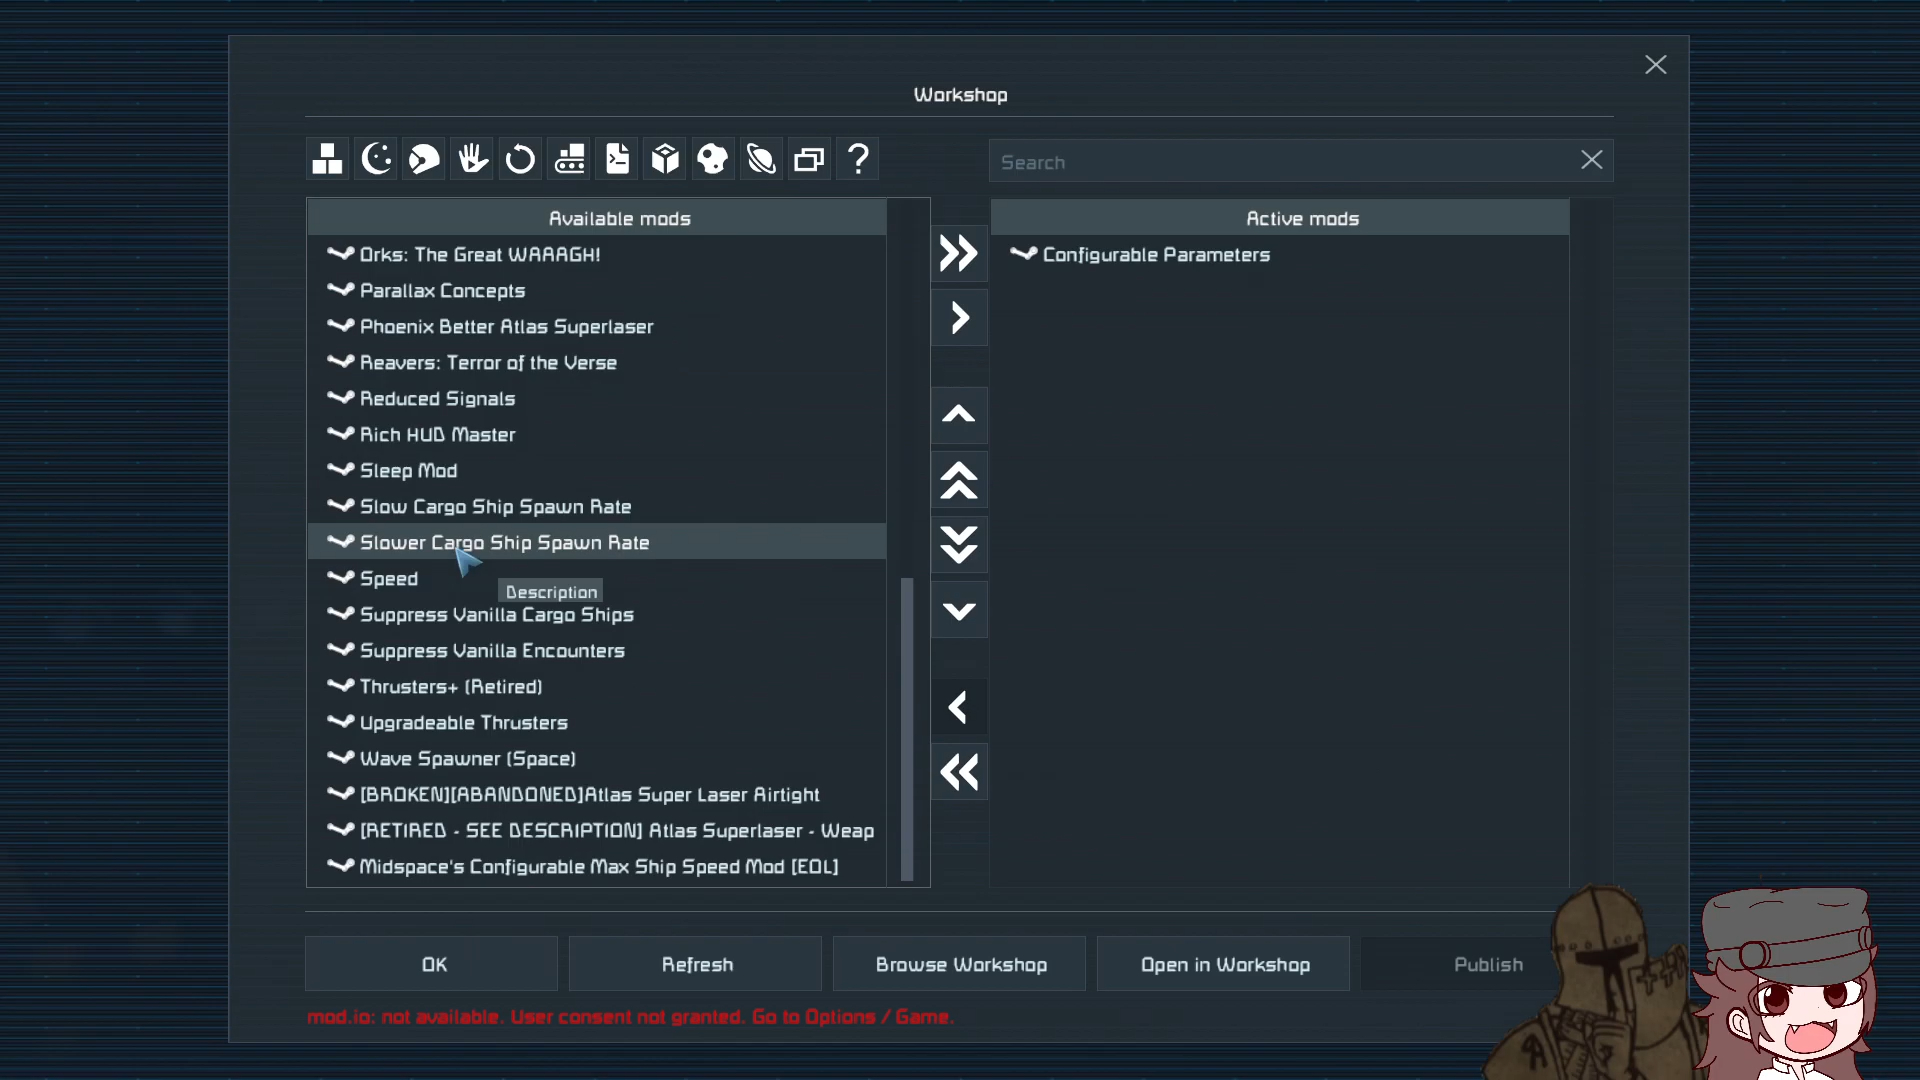 Workshop
Search
Available mods
Active mods
Orks: The Great WAAAGH!
Configurable Parameters
Parallax Concepts
Phoenix Better Atlas Superlaser
Reavers: Terror of the Verse
Reduced Signals
Rich HUD Master
Sleep Mod
Slow Cargo Ship Spawn Rate
Slower Cargo Ship Spawn Rate
Speed
Description
Suppress Vanilla Cargo Ships
Suppress Vanilla Encounters
Thrusters+ (Retired)
Upgradeable Thrusters
Wave Spawner (Space)
[BROKEN][ABANDONED]Atlas Super Laser Airtight
[RETIRED - SEE DESCRIPTION] Atlas Superlaser - Weap
Midspace's Configurable Max Ship Speed Mod [EOL]
OK
Refresh
Browse Workshop
Open in Workshop
Publish
mod.io: not available. User consent not granted. Go to Options / Game.